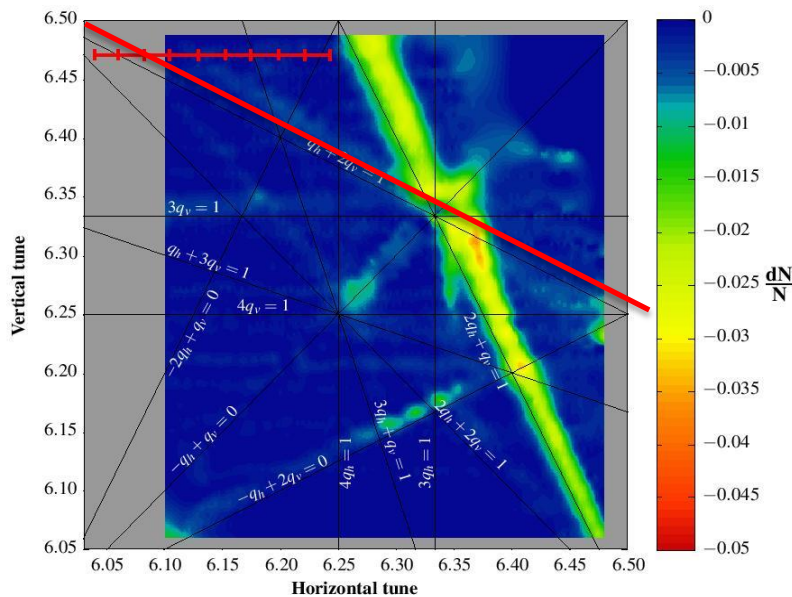 6.50
6.45
6.40
6.35
6.30
6.25
6.20
6.15
6.10
6.05
Vertical tune
6.05 6.10 6.15 6.20 6.25 6.30 6.35 6.40 6.45 6.50
Horizontal tune
q_h + 2q_v = 1
3q_v = 1
q_h + 3q_v = 1
4q_v = 1
−2q_h + q_v = 0
−q_h + q_v = 0
−q_h + 2q_v = 0
4q_h = 1
3q_h + q_v = 1
3q_h = 1
2q_h + 2q_v = 1
2q_h + q_v = 1
0
−0.005
−0.01
−0.015
−0.02
−0.025
−0.03
−0.035
−0.04
−0.045
−0.05
dN
N